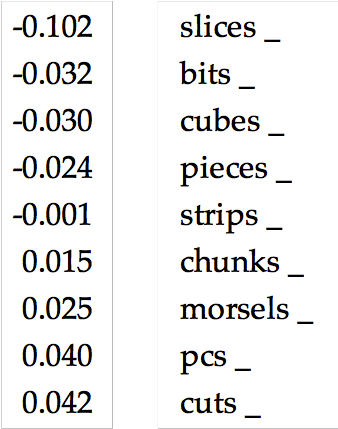 -0.102 slices _
-0.032 bits _
-0.030 cubes _
-0.024 pieces _
-0.001 strips _
0.015 chunks _
0.025 morsels _
0.040 pcs _
0.042 cuts _